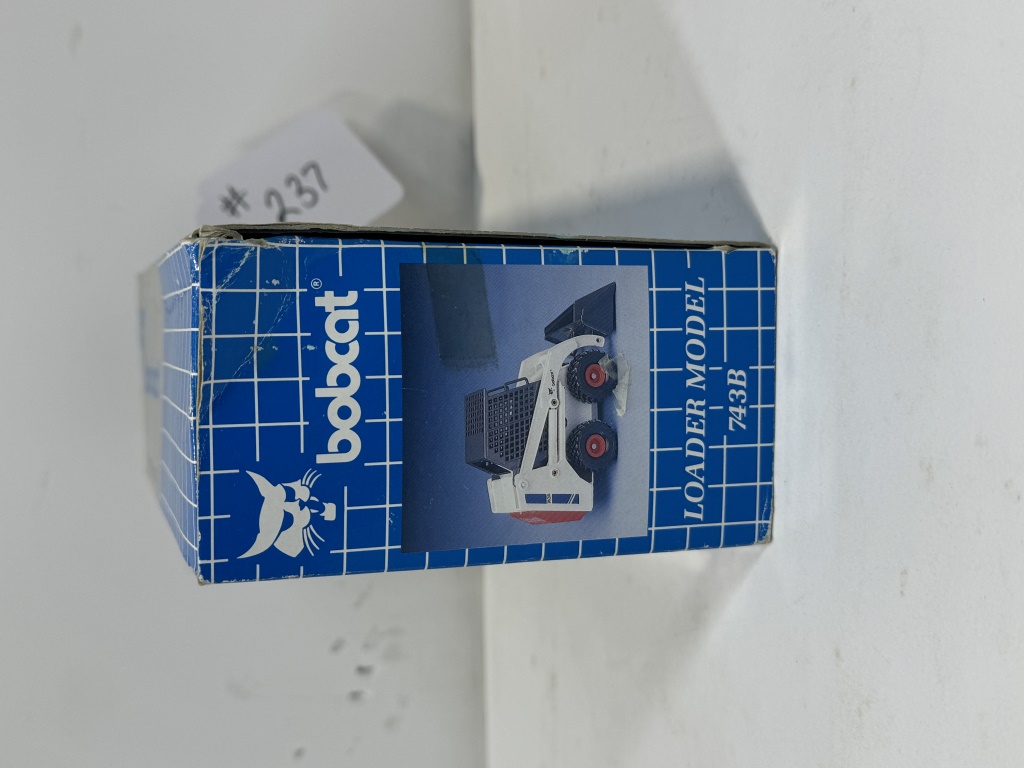 # 237
bobcat®
LOADER MODEL
743B